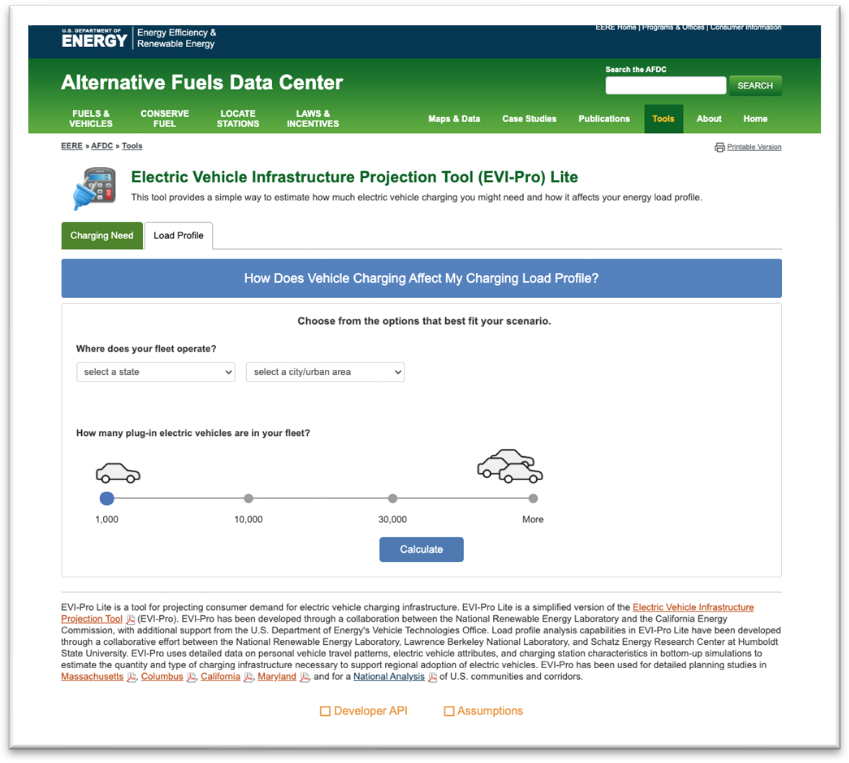 U.S. DEPARTMENT OF
ENERGY
Energy Efficiency &
Renewable Energy
EERE Home | Programs & Offices | Consumer Information
Alternative Fuels Data Center
Search the AFDC
SEARCH
FUELS & VEHICLES
CONSERVE FUEL
LOCATE STATIONS
LAWS & INCENTIVES
Maps & Data
Case Studies
Publications
Tools
About
Home
EERE » AFDC » Tools
Printable Version
Electric Vehicle Infrastructure Projection Tool (EVI-Pro) Lite
This tool provides a simple way to estimate how much electric vehicle charging you might need and how it affects your energy load profile.
Charging Need
Load Profile
How Does Vehicle Charging Affect My Charging Load Profile?
Choose from the options that best fit your scenario.
Where does your fleet operate?
select a state
select a city/urban area
How many plug-in electric vehicles are in your fleet?
1,000
10,000
30,000
More
Calculate
EVI-Pro Lite is a tool for projecting consumer demand for electric vehicle charging infrastructure. EVI-Pro Lite is a simplified version of the Electric Vehicle Infrastructure
Projection Tool (EVI-Pro). EVI-Pro has been developed through a collaboration between the National Renewable Energy Laboratory and the California Energy
Commission, with additional support from the U.S. Department of Energy's Vehicle Technologies Office. Load profile analysis capabilities in EVI-Pro Lite have been developed
through a collaborative effort between the National Renewable Energy Laboratory, Lawrence Berkeley National Laboratory, and Schatz Energy Research Center at Humboldt
State University. EVI-Pro uses detailed data on personal vehicle travel patterns, electric vehicle attributes, and charging station characteristics in bottom-up simulations to
estimate the quantity and type of charging infrastructure necessary to support regional adoption of electric vehicles. EVI-Pro has been used for detailed planning studies in
Massachusetts, Columbus, California, Maryland, and for a National Analysis of U.S. communities and corridors.
Developer API
Assumptions